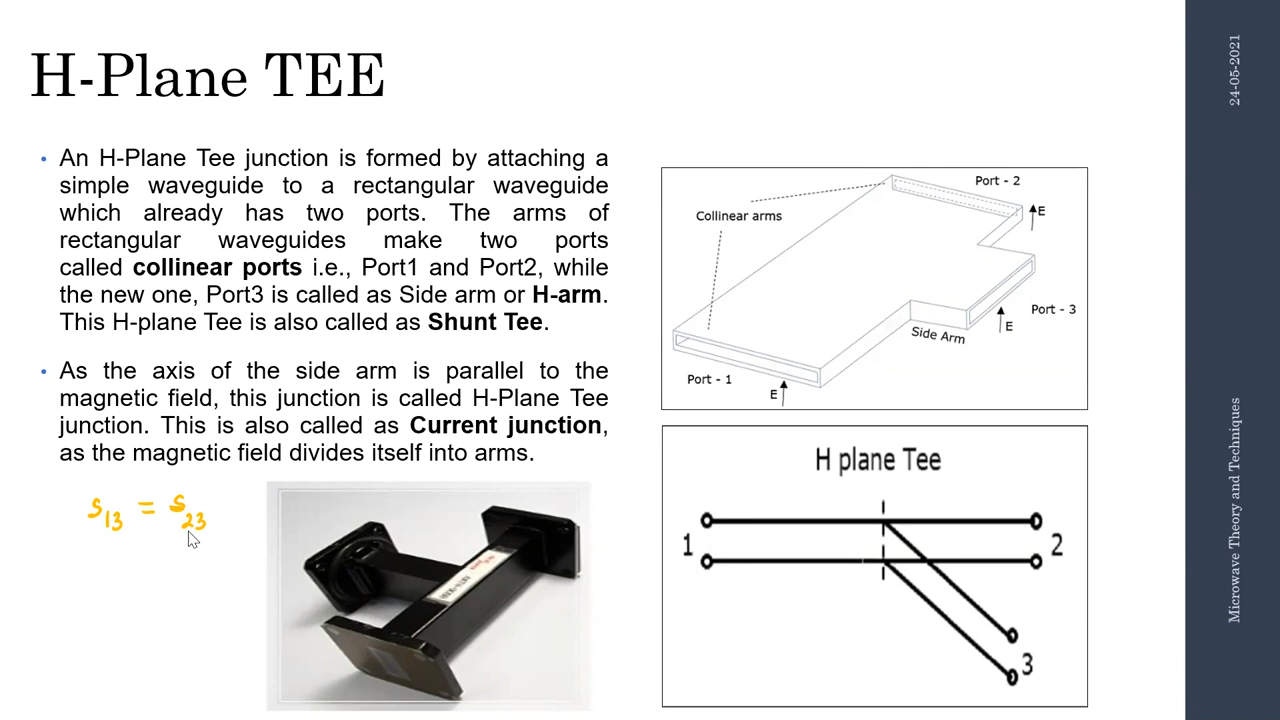 H-Plane TEE
• An H-Plane Tee junction is formed by attaching a
simple waveguide to a rectangular waveguide
which already has two ports. The arms of
rectangular waveguides make two ports
called collinear ports i.e., Port1 and Port2, while
the new one, Port3 is called as Side arm or H-arm.
This H-plane Tee is also called as Shunt Tee.
• As the axis of the side arm is parallel to the
magnetic field, this junction is called H-Plane Tee
junction. This is also called as Current junction,
as the magnetic field divides itself into arms.
S13 = S23
Port - 2
Collinear arms
E
Port - 3
E
Side Arm
Port - 1
E
H plane Tee
1
2
3
24-05-2021
Microwave Theory and Techniques